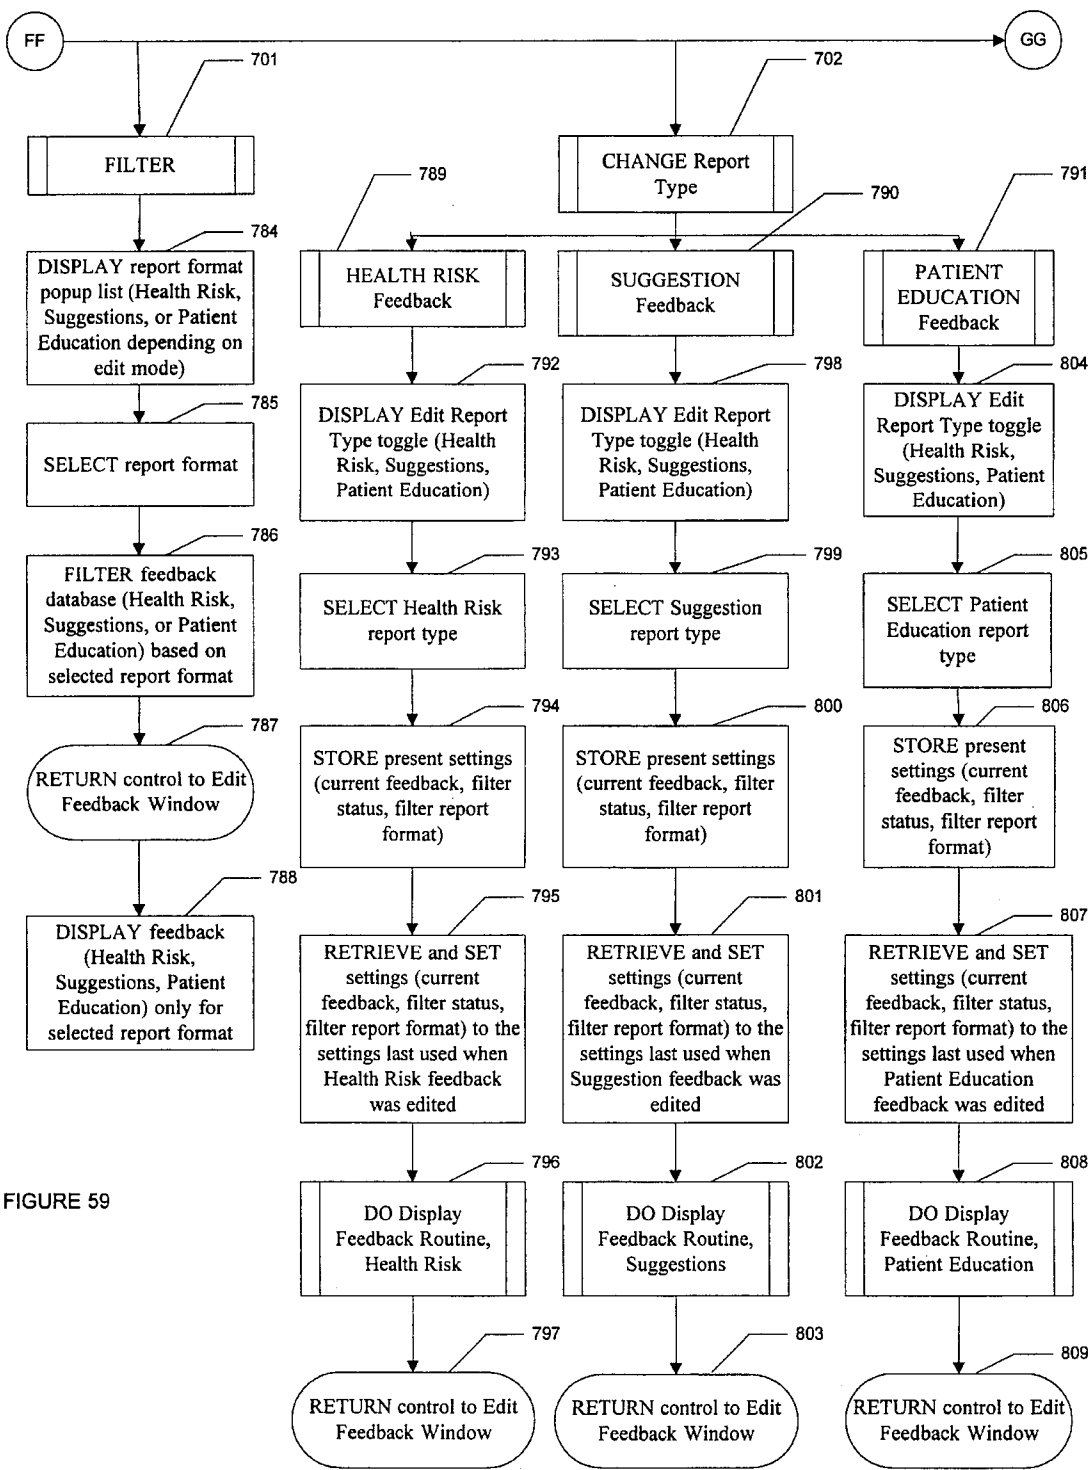 FF
GG
701
702
FILTER
CHANGE Report
Type
789
790
791
784
DISPLAY report format
popup list (Health Risk,
Suggestions, or Patient
Education depending on
edit mode)
785
SELECT report format
786
FILTER feedback
database (Health Risk,
Suggestions, or Patient
Education) based on
selected report format
787
RETURN control to Edit
Feedback Window
788
DISPLAY feedback
(Health Risk,
Suggestions, Patient
Education) only for
selected report format
HEALTH RISK
Feedback
792
DISPLAY Edit Report
Type toggle (Health
Risk, Suggestions,
Patient Education)
793
SELECT Health Risk
report type
794
STORE present settings
(current feedback, filter
status, filter report
format)
795
RETRIEVE and SET
settings (current
feedback, filter status,
filter report format) to the
settings last used when
Health Risk feedback
was edited
796
DO Display
Feedback Routine,
Health Risk
797
RETURN control to Edit
Feedback Window
SUGGESTION
Feedback
798
DISPLAY Edit Report
Type toggle (Health
Risk, Suggestions,
Patient Education)
799
SELECT Suggestion
report type
800
STORE present settings
(current feedback, filter
status, filter report
format)
801
RETRIEVE and SET
settings (current
feedback, filter status,
filter report format) to the
settings last used when
Suggestion feedback was
edited
802
DO Display
Feedback Routine,
Suggestions
803
RETURN control to Edit
Feedback Window
PATIENT
EDUCATION
Feedback
804
DISPLAY Edit
Report Type toggle
(Health Risk,
Suggestions, Patient
Education)
805
SELECT Patient
Education report
type
806
STORE present
settings (current
feedback, filter
status, filter report
format)
807
RETRIEVE and SET
settings (current
feedback, filter status,
filter report format) to the
settings last used when
Patient Education
feedback was edited
808
DO Display
Feedback Routine,
Patient Education
809
RETURN control to Edit
Feedback Window
FIGURE 59